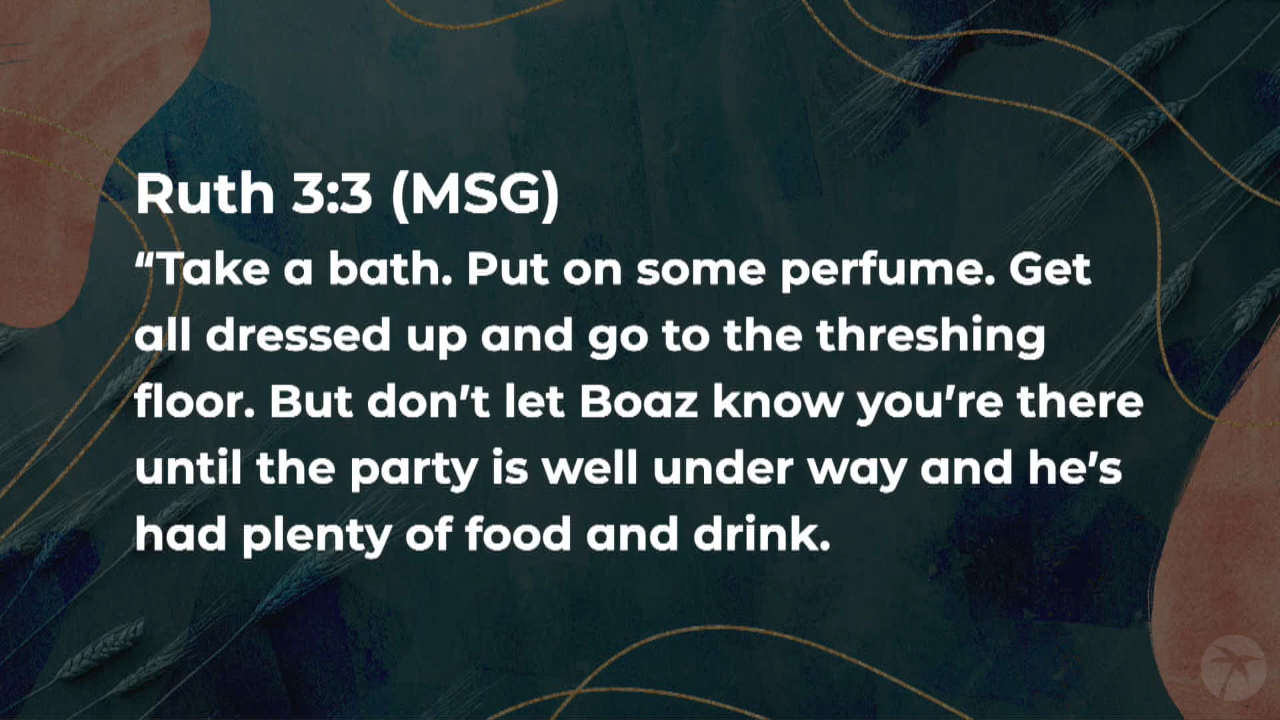 Ruth 3:3 (MSG)
“Take a bath. Put on some perfume. Get
all dressed up and go to the threshing
floor. But don’t let Boaz know you’re there
until the party is well under way and he’s
had plenty of food and drink.